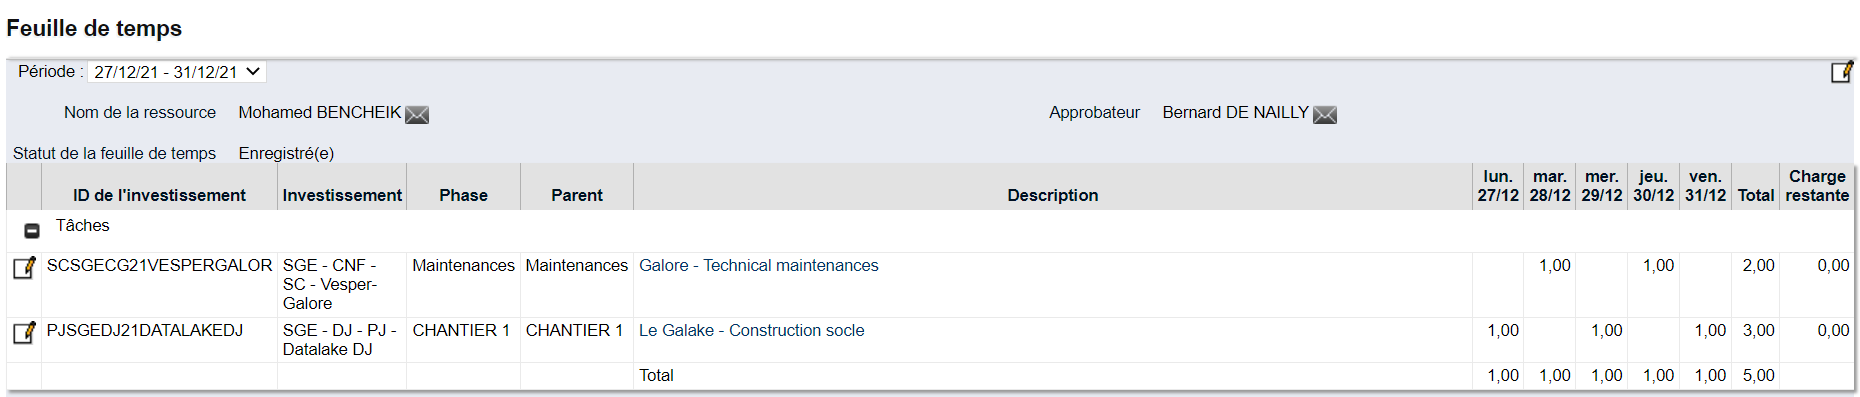 Feuille de temps
Période : 27/12/21 - 31/12/21
Nom de la ressource Mohamed BENCHEIK Approbateur Bernard DE NAILLY
Statut de la feuille de temps Enregistré(e)
ID de l'investissement Investissement Phase Parent Description lun. 27/12 mar. 28/12 mer. 29/12 jeu. 30/12 ven. 31/12 Total Charge restante
Tâches
SCSGECG21VESPERGALOR SGE - CNF - SC - Vesper-Galore Maintenances Maintenances Galore - Technical maintenances 1,00 1,00 2,00 0,00
PJSGEDJ21DATALAKEDJ SGE - DJ - PJ - Datalake DJ CHANTIER 1 CHANTIER 1 Le Galake - Construction socle 1,00 1,00 1,00 3,00 0,00
Total 1,00 1,00 1,00 1,00 1,00 5,00